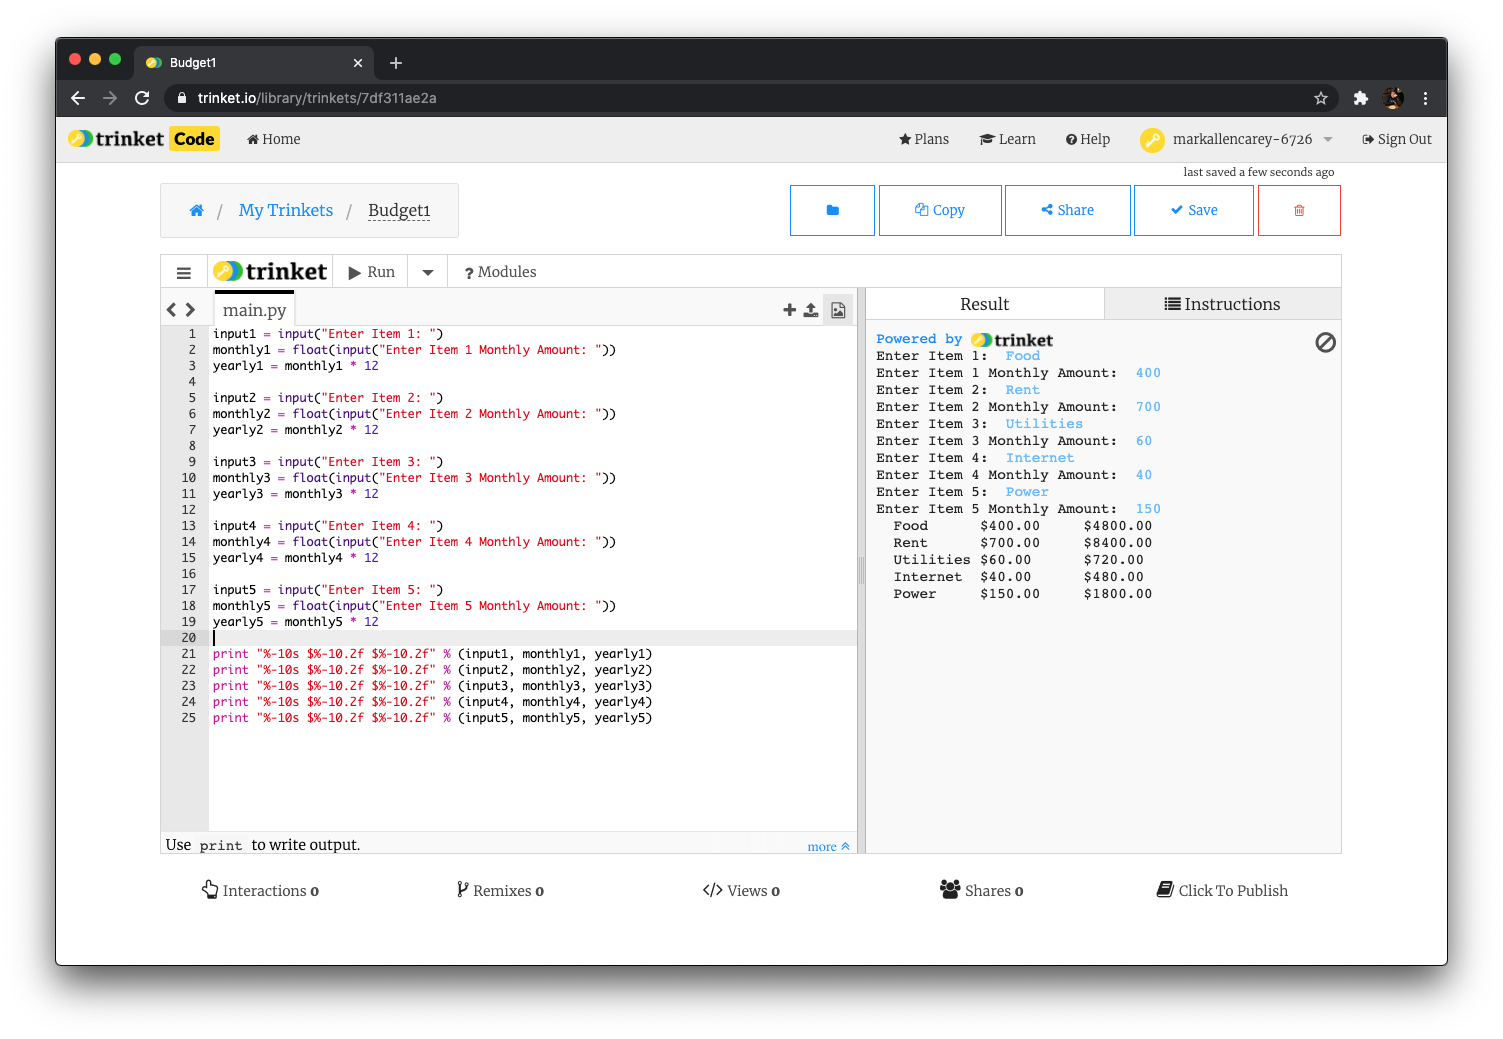 Budget1
trinket.io/library/trinkets/7df311ae2a
trinket Code Home Plans Learn Help markallencarey-6726 Sign Out
last saved a few seconds ago
/ My Trinkets / Budget1 Copy Share Save
trinket Run ? Modules
main.py
1 input1 = input("Enter Item 1: ")
2 monthly1 = float(input("Enter Item 1 Monthly Amount: "))
3 yearly1 = monthly1 * 12
4
5 input2 = input("Enter Item 2: ")
6 monthly2 = float(input("Enter Item 2 Monthly Amount: "))
7 yearly2 = monthly2 * 12
8
9 input3 = input("Enter Item 3: ")
10 monthly3 = float(input("Enter Item 3 Monthly Amount: "))
11 yearly3 = monthly3 * 12
12
13 input4 = input("Enter Item 4: ")
14 monthly4 = float(input("Enter Item 4 Monthly Amount: "))
15 yearly4 = monthly4 * 12
16
17 input5 = input("Enter Item 5: ")
18 monthly5 = float(input("Enter Item 5 Monthly Amount: "))
19 yearly5 = monthly5 * 12
20
21 print "%-10s $%-10.2f $%-10.2f" % (input1, monthly1, yearly1)
22 print "%-10s $%-10.2f $%-10.2f" % (input2, monthly2, yearly2)
23 print "%-10s $%-10.2f $%-10.2f" % (input3, monthly3, yearly3)
24 print "%-10s $%-10.2f $%-10.2f" % (input4, monthly4, yearly4)
25 print "%-10s $%-10.2f $%-10.2f" % (input5, monthly5, yearly5)
Use print to write output.
more
Result Instructions
Powered by trinket
Enter Item 1: Food
Enter Item 1 Monthly Amount: 400
Enter Item 2: Rent
Enter Item 2 Monthly Amount: 700
Enter Item 3: Utilities
Enter Item 3 Monthly Amount: 60
Enter Item 4: Internet
Enter Item 4 Monthly Amount: 40
Enter Item 5: Power
Enter Item 5 Monthly Amount: 150
Food $400.00 $4800.00
Rent $700.00 $8400.00
Utilities $60.00 $720.00
Internet $40.00 $480.00
Power $150.00 $1800.00
Interactions 0 Remixes 0 </> Views 0 Shares 0 Click To Publish